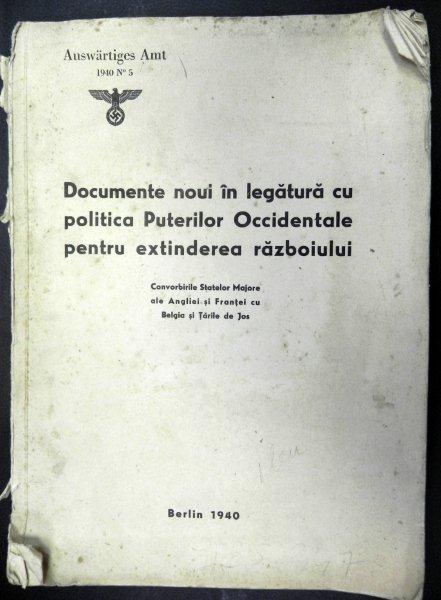 Auswärtiges Amt
1940 Nº 5
Documente noui în legătură cu
politica Puterilor Occidentale
pentru extinderea războiului
Convorbirile Statelor Majore
ale Angliei și Franței cu
Belgia și Țările de Jos
Berlin 1940